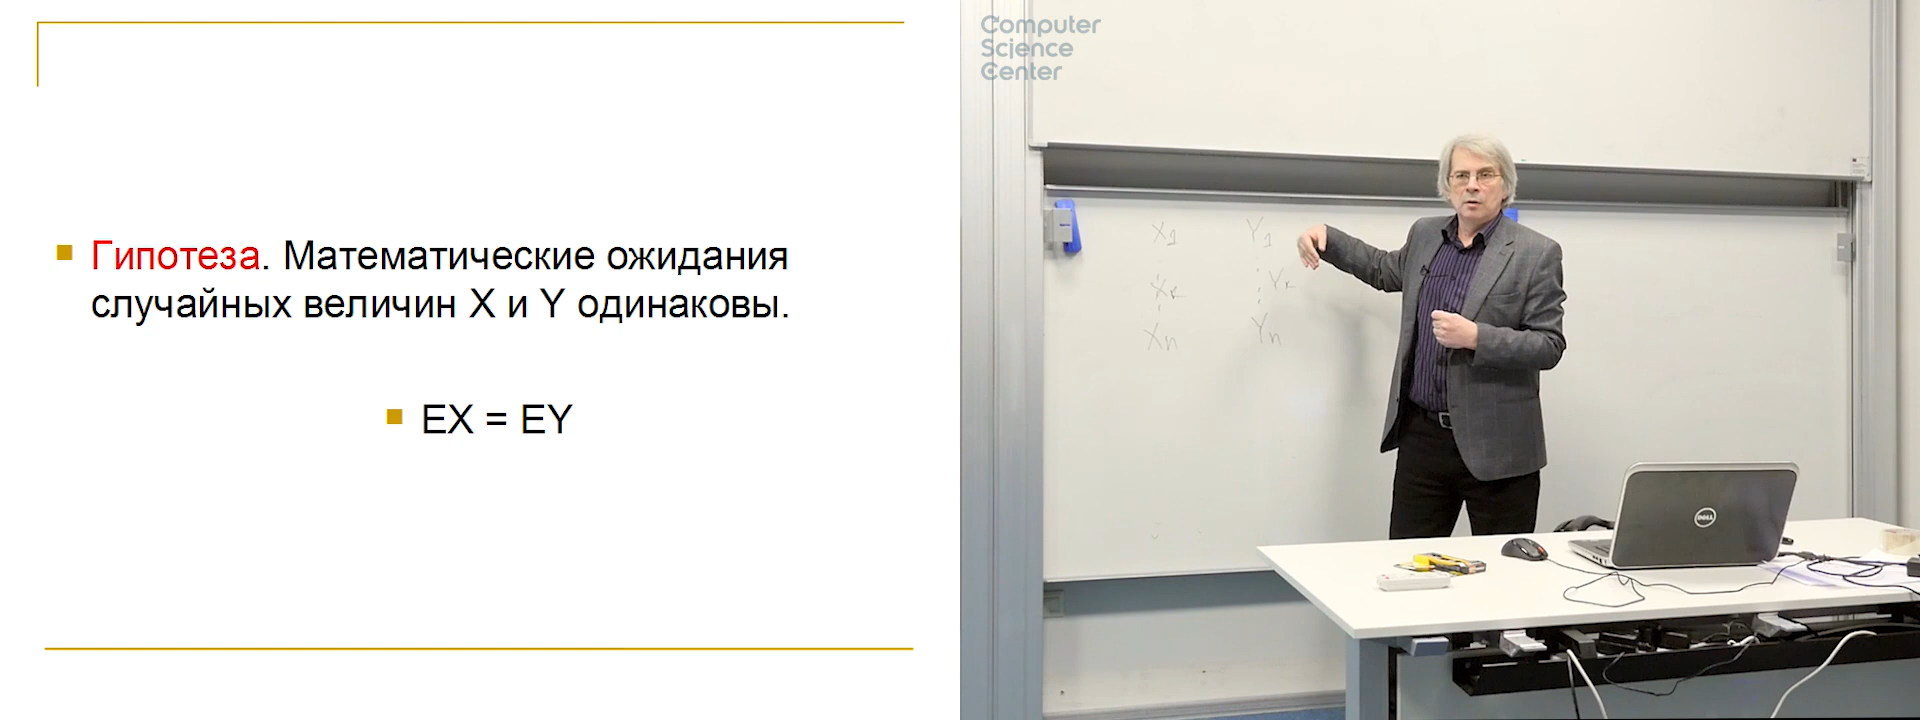 Гипотеза. Математические ожидания
случайных величин X и Y одинаковы.
EX = EY
Computer
Science
Center
X1 Y1
Xk Yk
Xn Yn
DELL